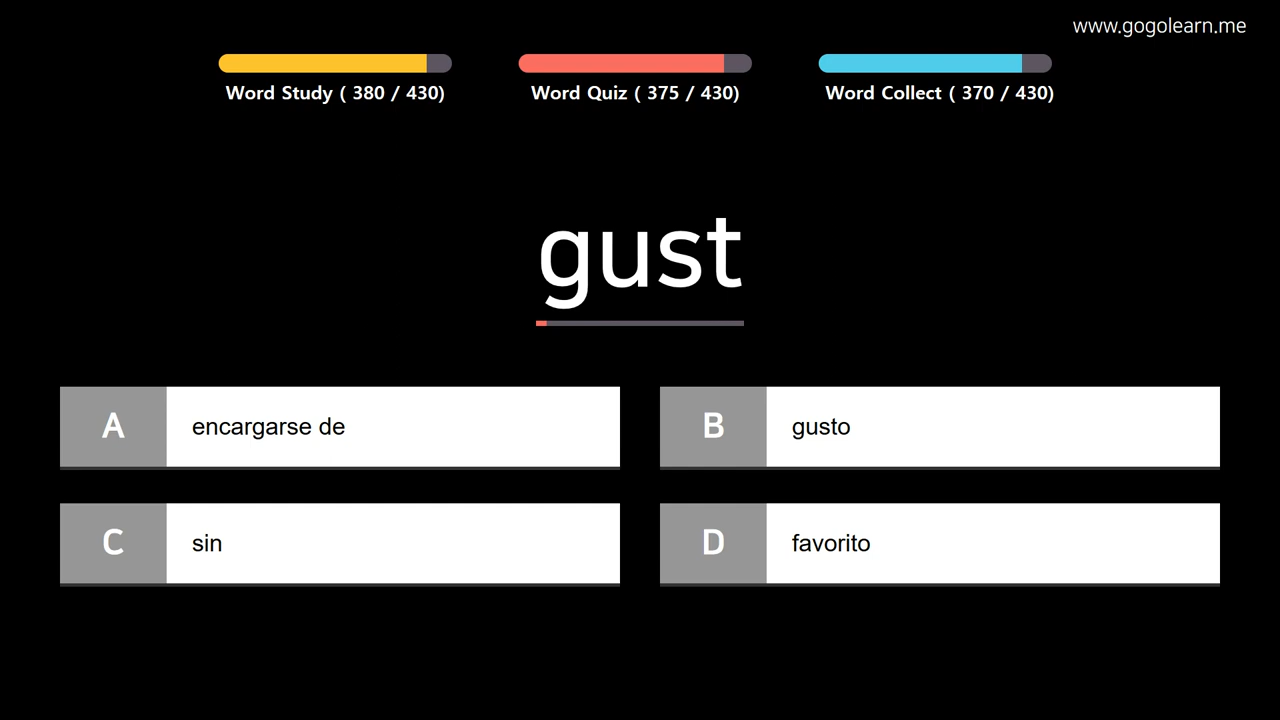 www.gogolearn.me
Word Study ( 380 / 430)
Word Quiz ( 375 / 430)
Word Collect ( 370 / 430)
gust
A encargarse de
B gusto
C sin
D favorito